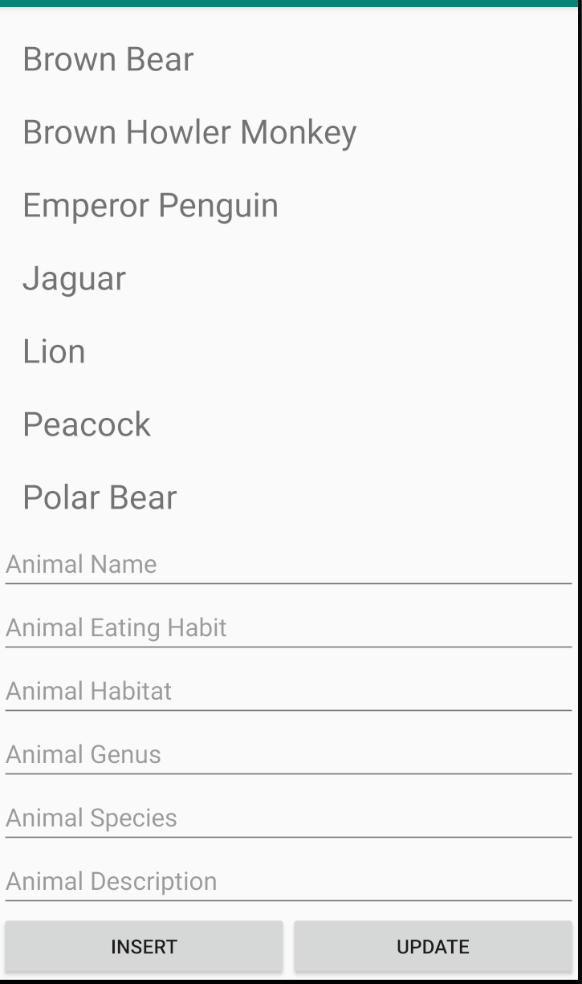 Brown Bear
Brown Howler Monkey
Emperor Penguin
Jaguar
Lion
Peacock
Polar Bear
Animal Name
Animal Eating Habit
Animal Habitat
Animal Genus
Animal Species
Animal Description
INSERT UPDATE